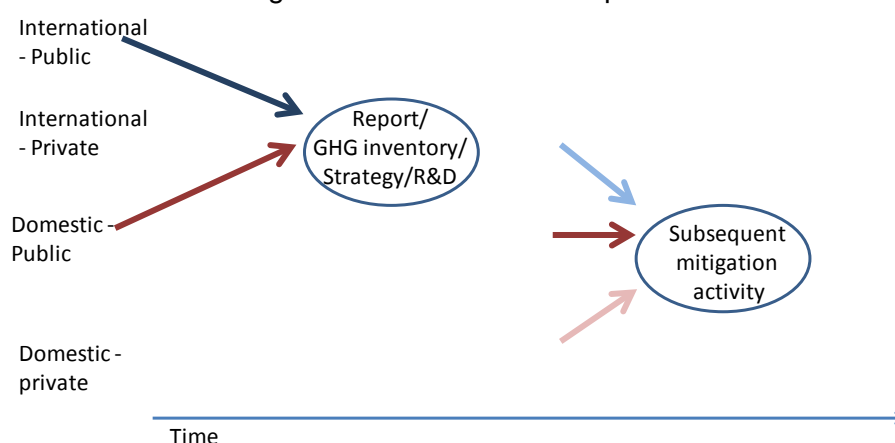 International
- Public
International
- Private
Report/
GHG inventory/
Strategy/R&D
Domestic -
Public
Subsequent
mitigation
activity
Domestic -
private
Time